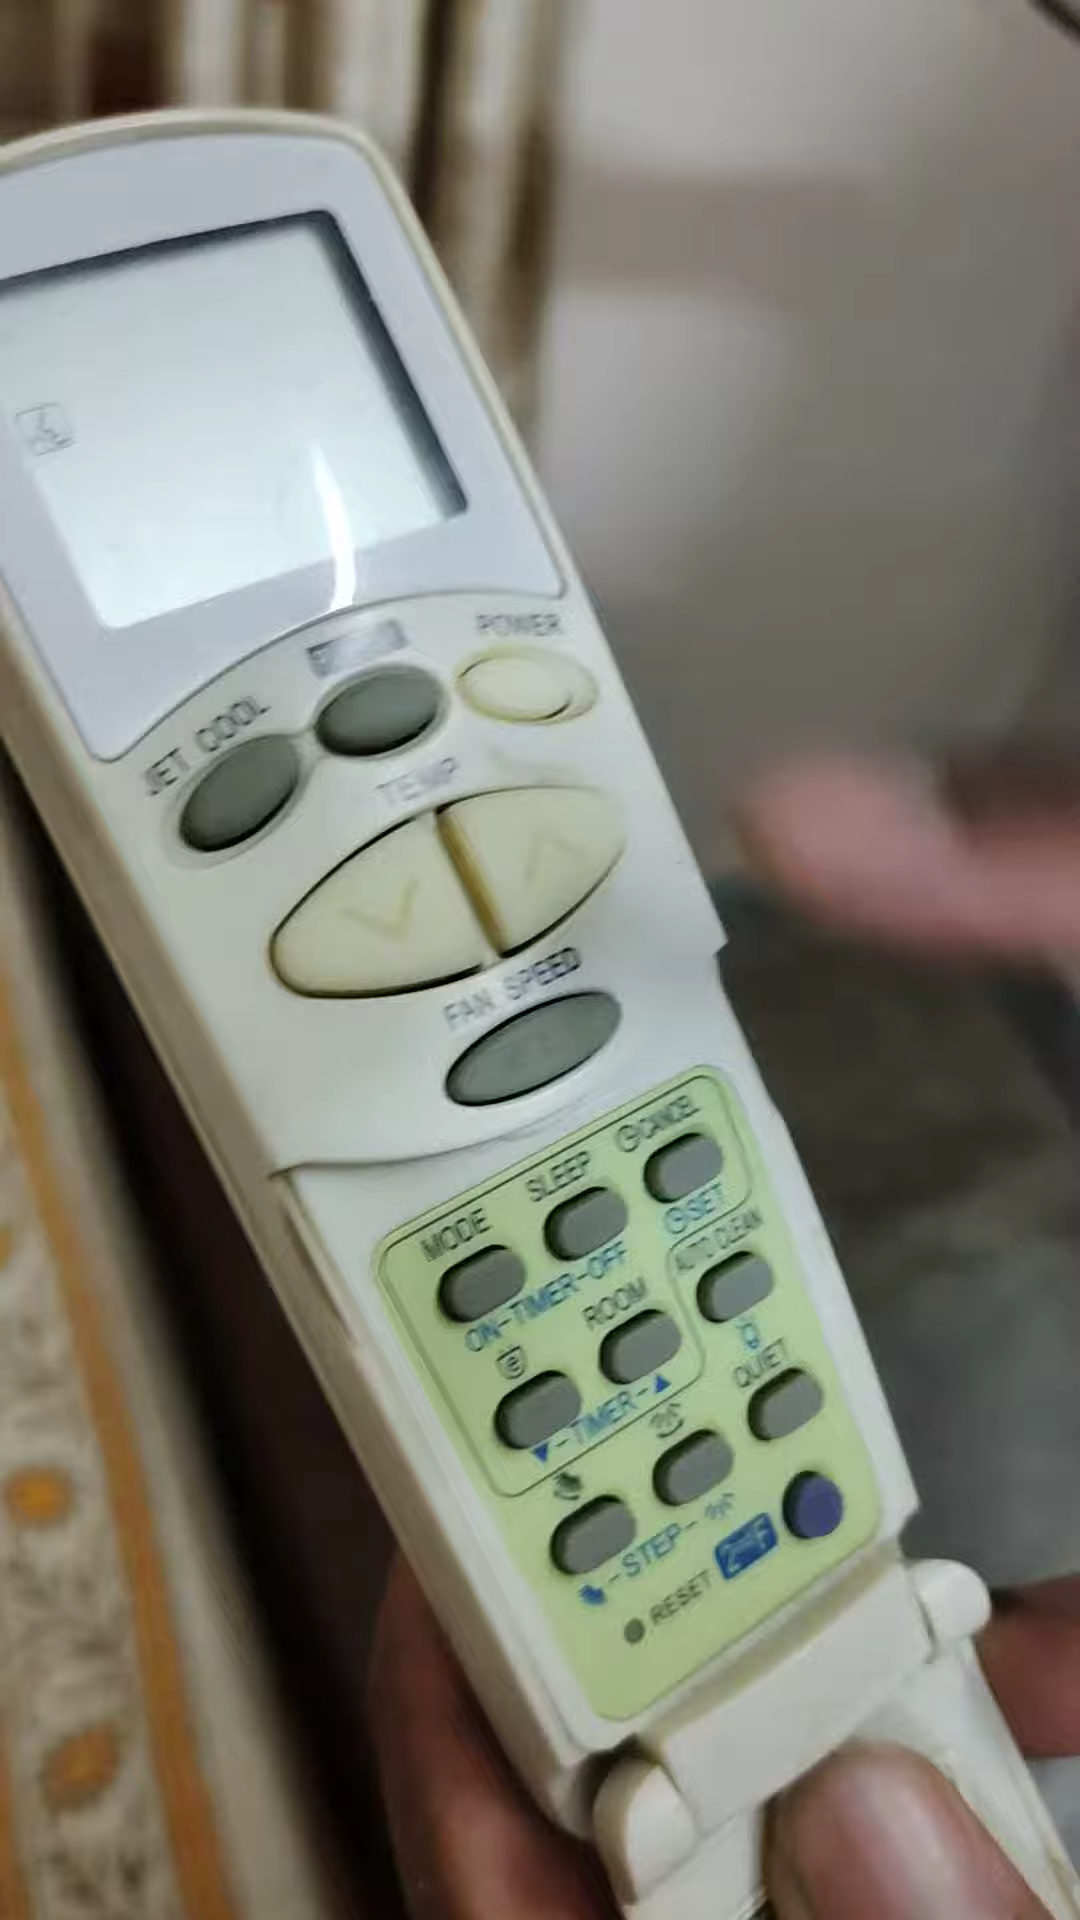 POWER
JET COOL
TEMP
FAN SPEED
CANCEL
SLEEP
MODE
SET
ON-TIMER-OFF
AUTO CLEAN
ROOM
QUIET
▼-TIMER-▲
-STEP-
2nd F
RESET